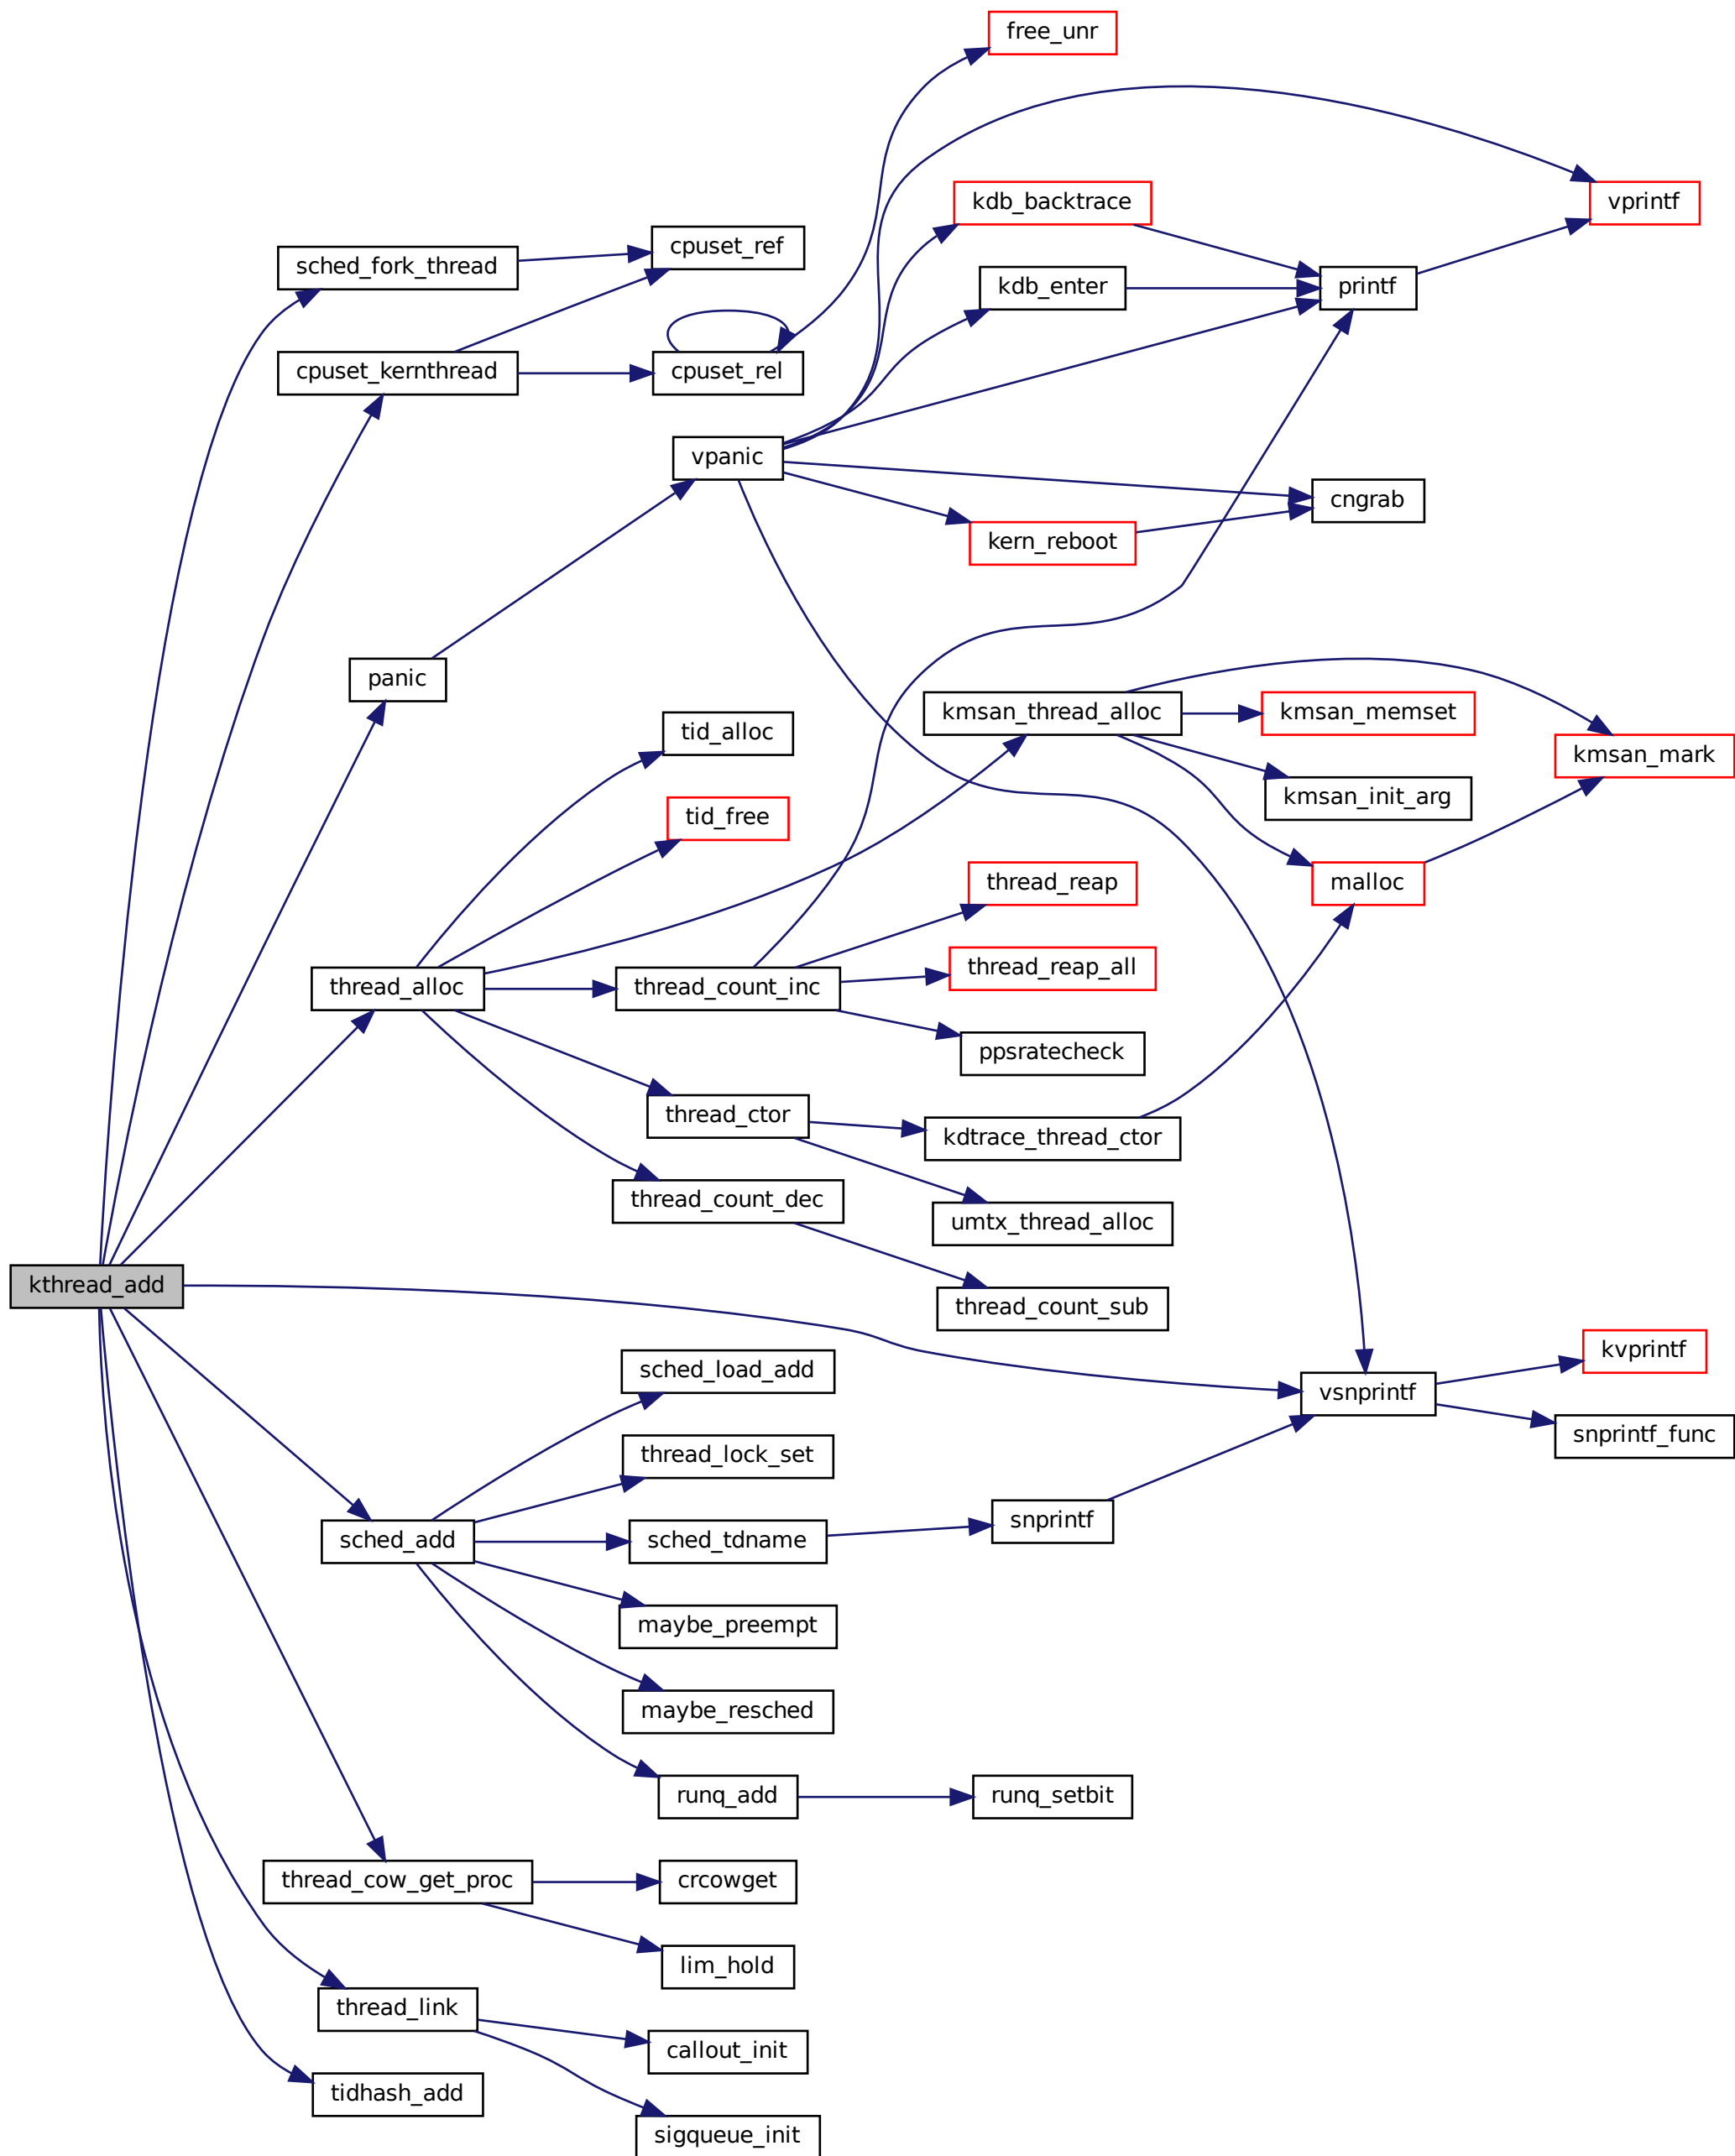 free_unr
kdb_backtrace
vprintf
cpuset_ref
sched_fork_thread
kdb_enter
printf
cpuset_kernthread
cpuset_rel
vpanic
cngrab
kern_reboot
panic
kmsan_thread_alloc
kmsan_memset
tid_alloc
kmsan_mark
kmsan_init_arg
tid_free
malloc
thread_reap
thread_alloc
thread_count_inc
thread_reap_all
ppsratecheck
thread_ctor
kdtrace_thread_ctor
thread_count_dec
umtx_thread_alloc
kthread_add
thread_count_sub
sched_load_add
kvprintf
vsnprintf
snprintf_func
thread_lock_set
snprintf
sched_add
sched_tdname
maybe_preempt
maybe_resched
runq_add
runq_setbit
thread_cow_get_proc
crcowget
lim_hold
thread_link
callout_init
tidhash_add
sigqueue_init